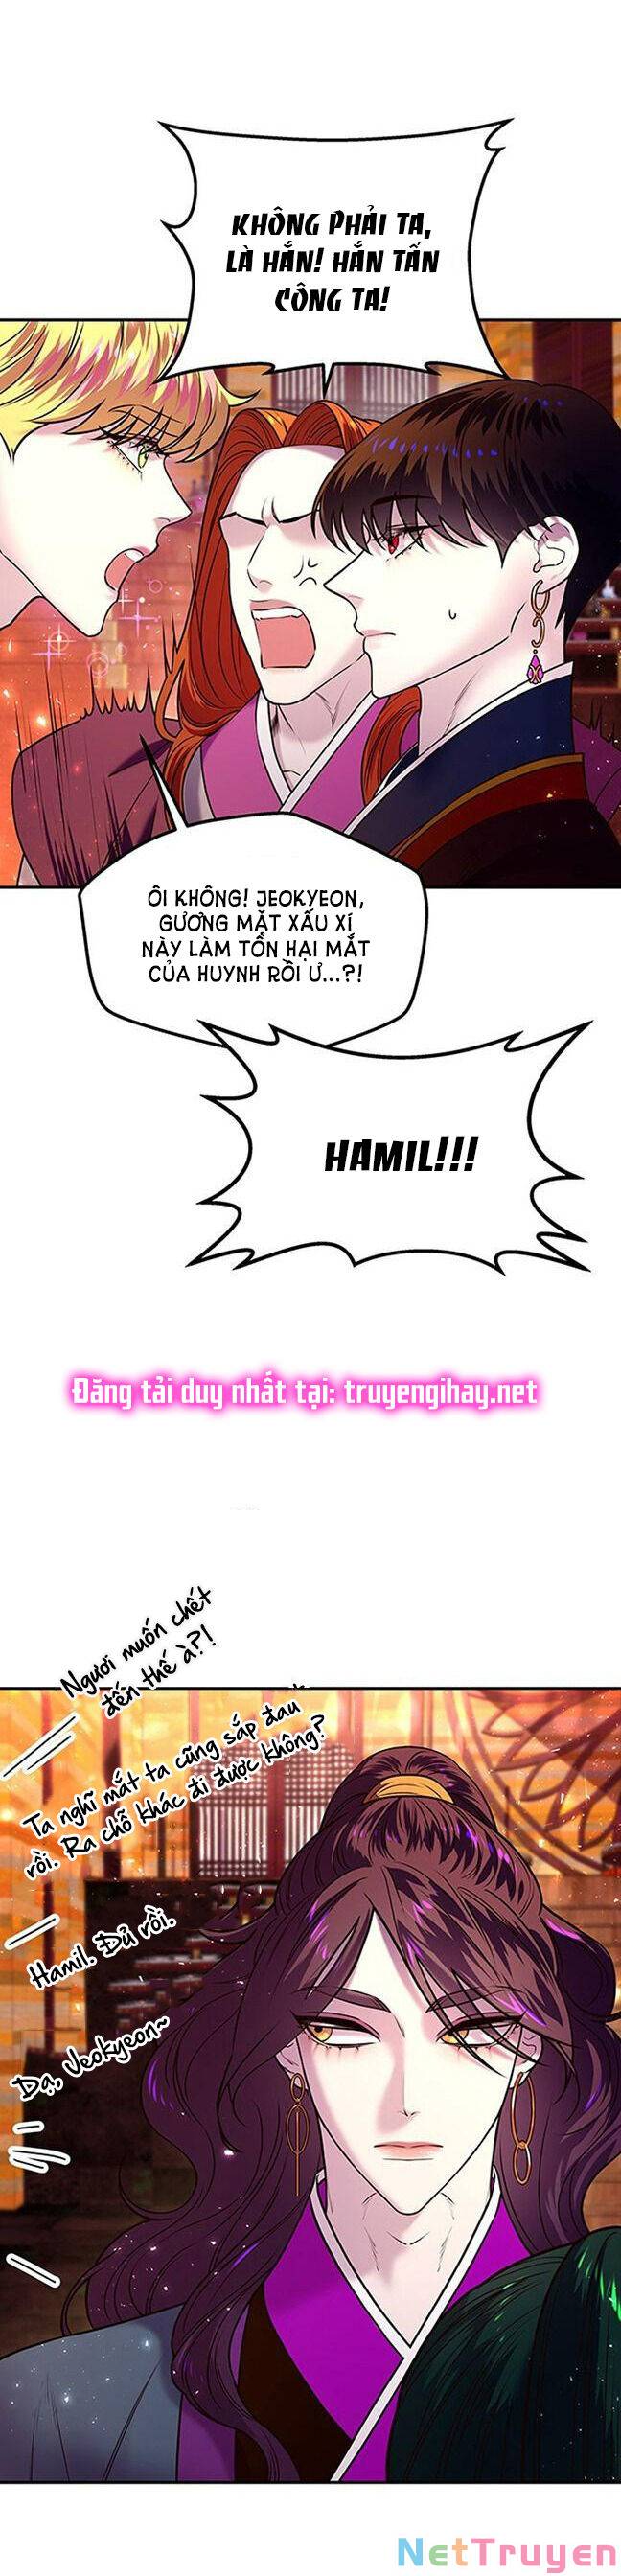 KHÔNG PHẢI TA,
LÀ HẮN! HẮN TẤN
CÔNG TA!
ÔI KHÔNG! JEOKYEON,
GƯƠNG MẶT XẤU XÍ
NÀY LÀM TỔN HẠI MẮT
CỦA HUYNH RỒI Ư...?!
HAMIL!!!
Đăng tải duy nhất tại: truyengihay.net
Ngươi muốn chết
đến thế à?!
Ta nghĩ mắt ta cũng sắp đau
rồi. Ra chỗ khác đi được không?
Hamil. Đủ rồi.
Dạ, Jeokyeon~
NetTruyen